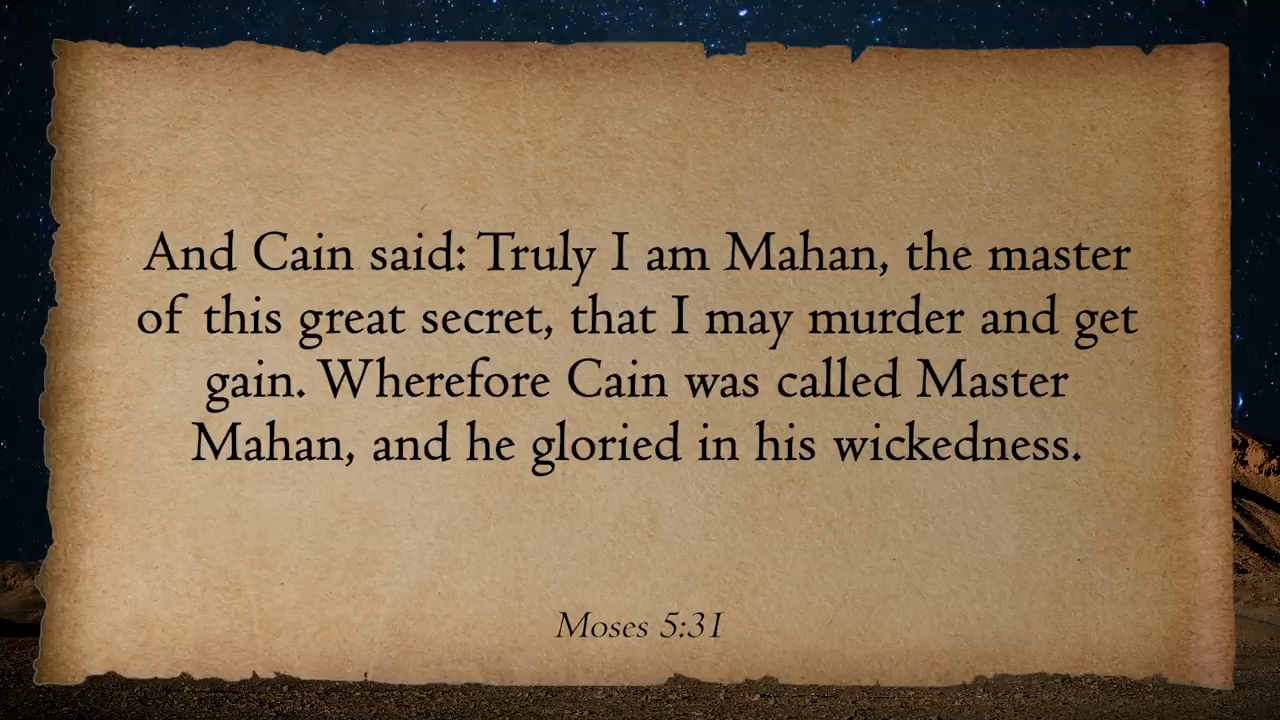 And Cain said: Truly I am Mahan, the master
of this great secret, that I may murder and get
gain. Wherefore Cain was called Master
Mahan, and he gloried in his wickedness.
Moses 5:31